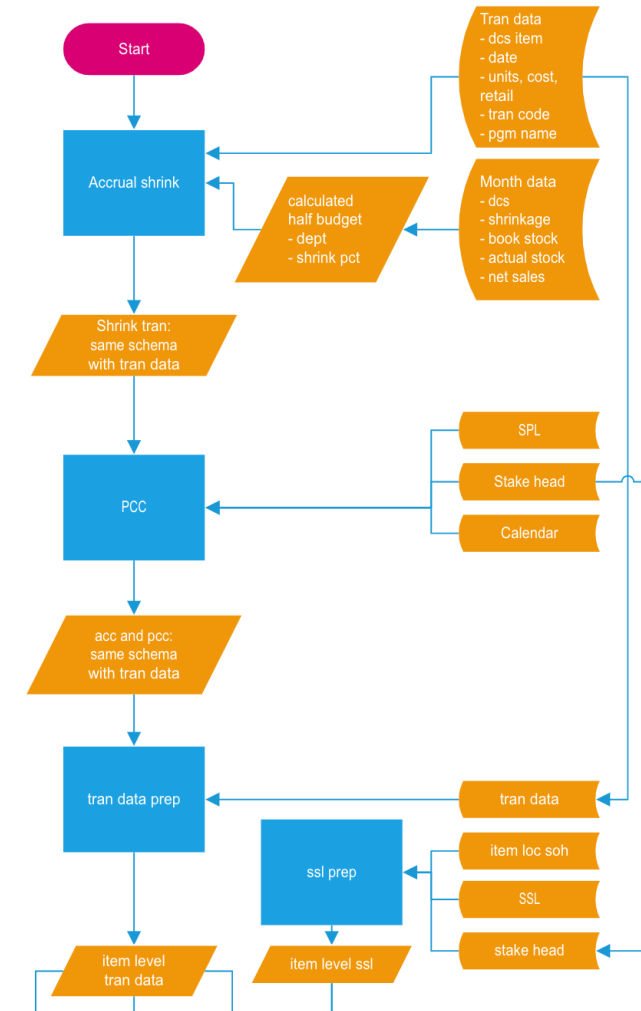 Start
Tran data
- dcs item
- date
- units, cost,
retail
- tran code
- pgm name
Accrual shrink
calculated
half budget
- dept
- shrink pct
Month data
- dcs
- shrinkage
- book stock
- actual stock
- net sales
Shrink tran:
same schema
with tran data
SPL
Stake head
Calendar
PCC
acc and pcc:
same schema
with tran data
tran data prep
tran data
item loc soh
ssl prep
SSL
stake head
item level
tran data
item level ssl